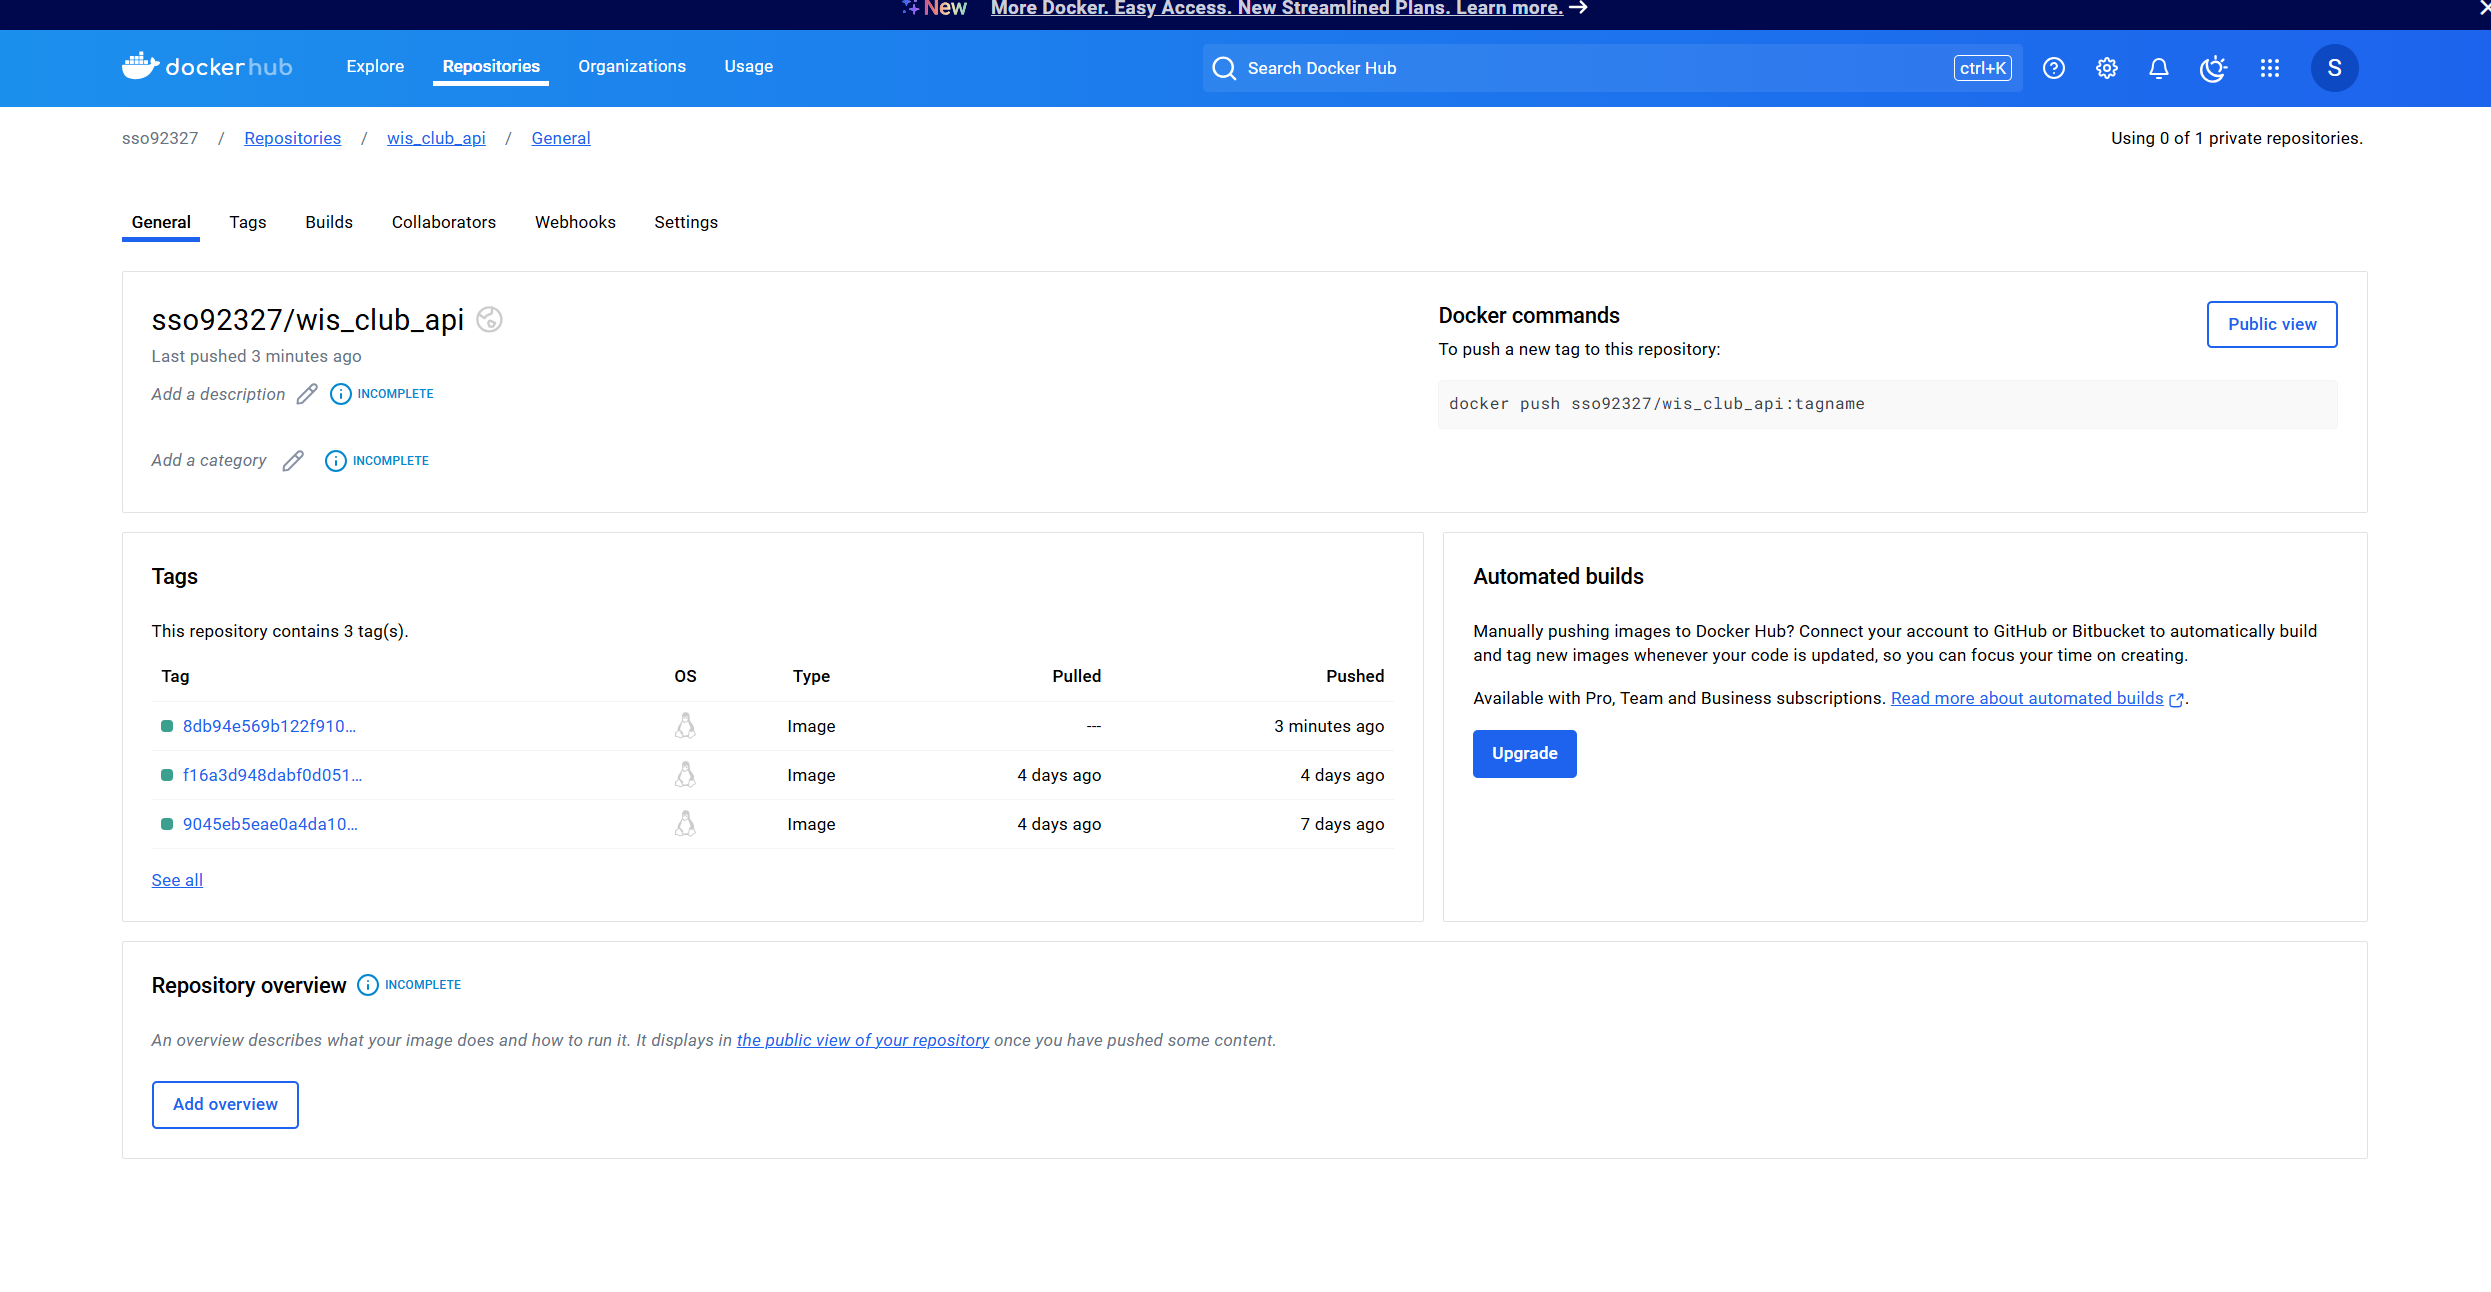 New More Docker. Easy Access. New Streamlined Plans. Learn more. →
dockerhub Explore Repositories Organizations Usage Search Docker Hub ctrl+K S
sso92327 / Repositories / wis_club_api / General Using 0 of 1 private repositories.
General Tags Builds Collaborators Webhooks Settings
sso92327/wis_club_api
Last pushed 3 minutes ago
Add a description INCOMPLETE
Add a category INCOMPLETE
Docker commands
Public view
To push a new tag to this repository:
docker push sso92327/wis_club_api:tagname
Tags
This repository contains 3 tag(s).
Tag OS Type Pulled Pushed
8db94e569b122f910... Image --- 3 minutes ago
f16a3d948dabf0d051... Image 4 days ago 4 days ago
9045eb5eae0a4da10... Image 4 days ago 7 days ago
See all
Automated builds
Manually pushing images to Docker Hub? Connect your account to GitHub or Bitbucket to automatically build
and tag new images whenever your code is updated, so you can focus your time on creating.
Available with Pro, Team and Business subscriptions. Read more about automated builds.
Upgrade
Repository overview INCOMPLETE
An overview describes what your image does and how to run it. It displays in the public view of your repository once you have pushed some content.
Add overview